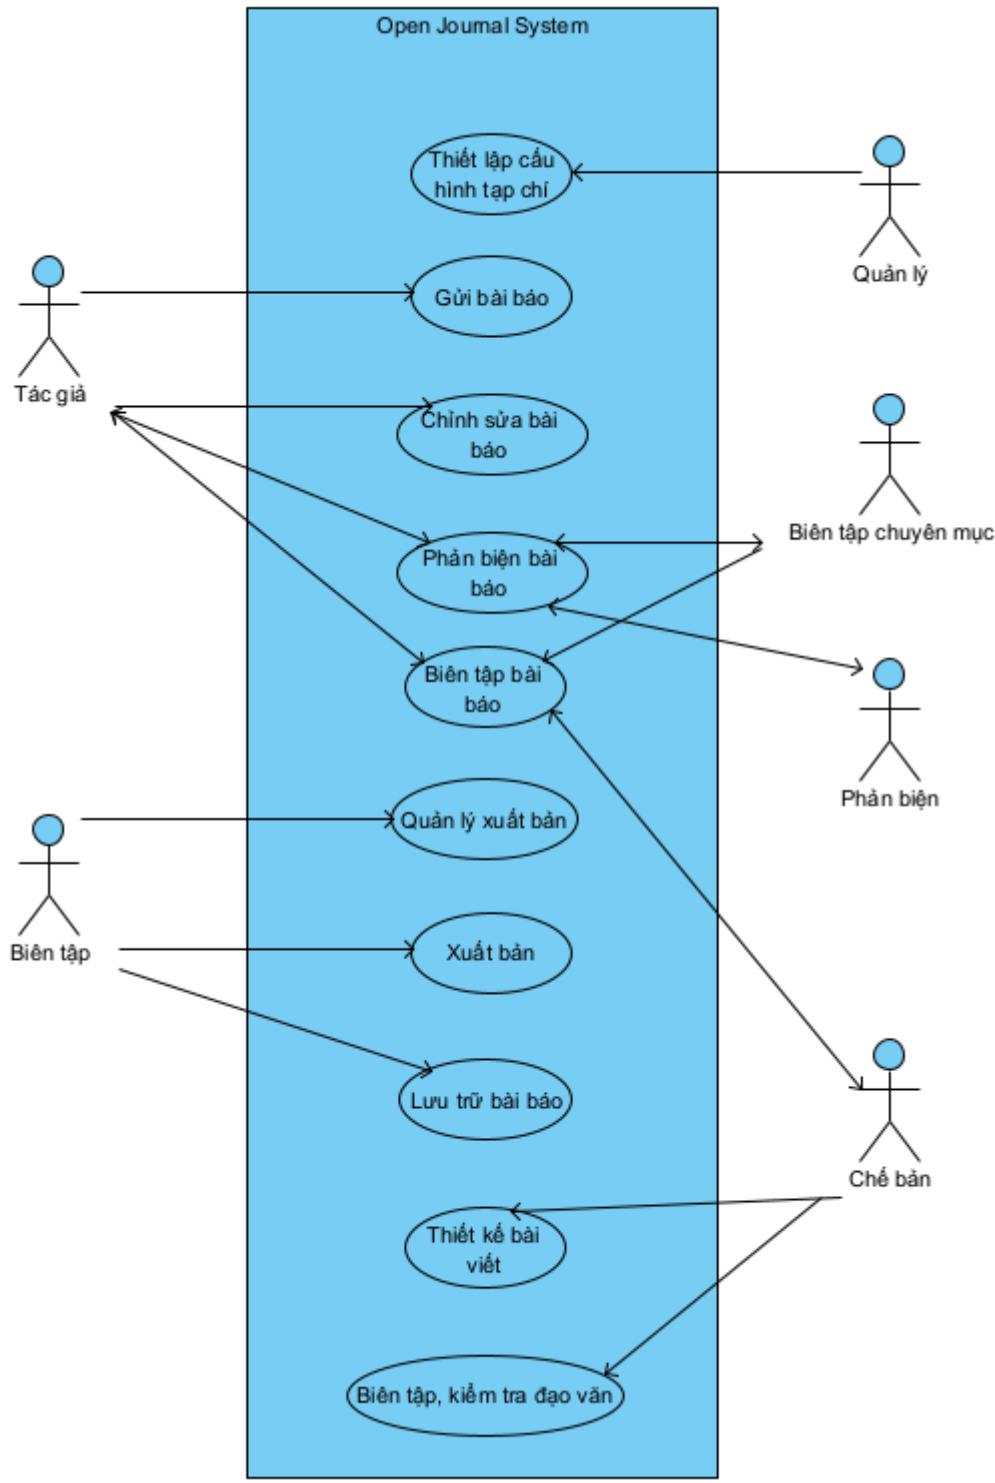 Open Journal System
Thiết lập cấu
hình tạp chí
Quản lý
Gửi bài báo
Tác giả
Chỉnh sửa bài
báo
Biên tập chuyên mục
Phản biện bài
báo
Biên tập bài
báo
Phản biện
Quản lý xuất bản
Biên tập
Xuất bản
Lưu trữ bài báo
Chế bản
Thiết kế bài
viết
Biên tập, kiểm tra đạo văn